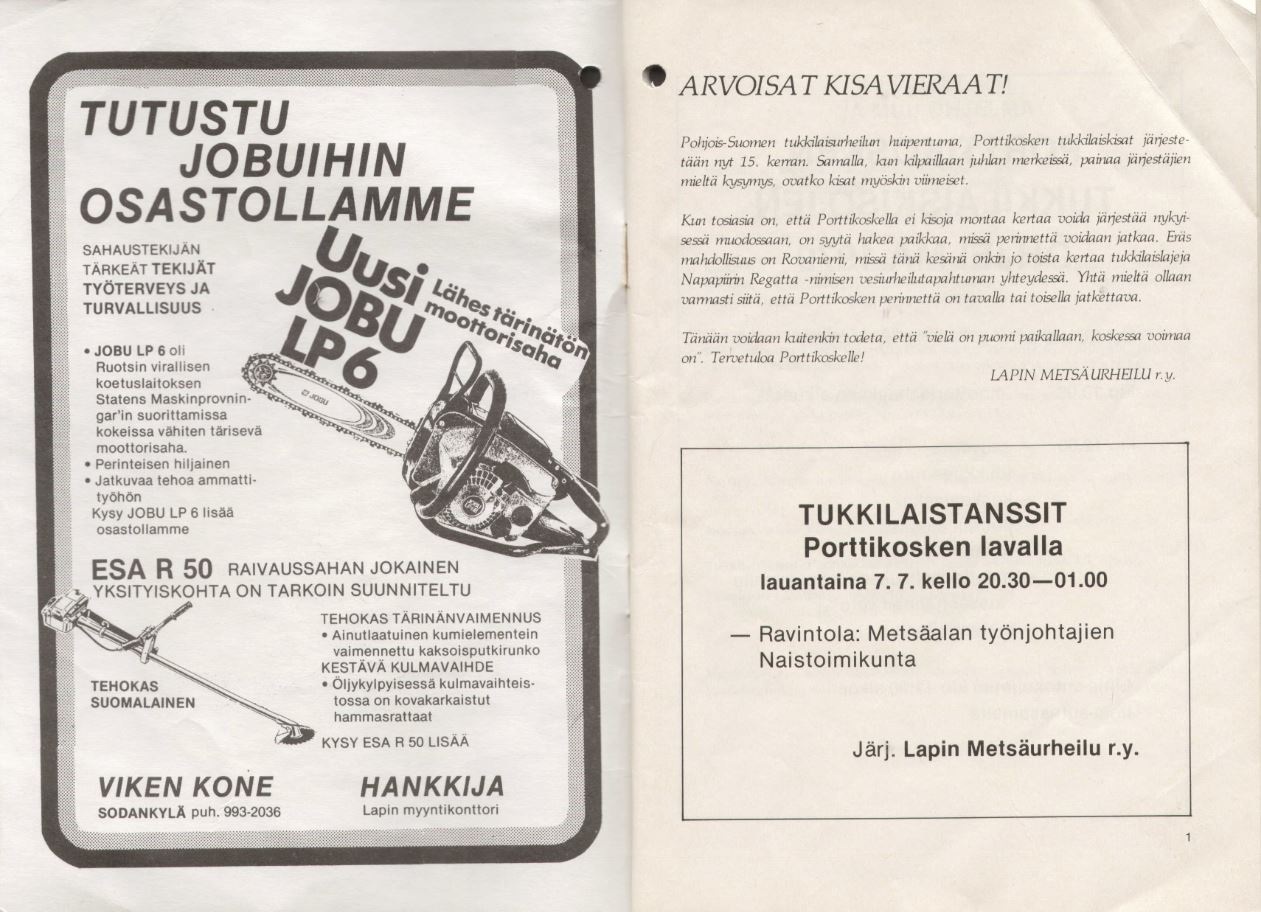 TUTUSTU
JOBUIHIN
OSASTOLLAMME
SAHAUSTEKIJÄN
TÄRKEÄT TEKIJÄT
TYÖTERVEYS JA
TURVALLISUUS
Uusi
JOBU
LP6
Lähes tärinätön
moottorisaha
JOBU
• JOBU LP 6 oli
Ruotsin virallisen
koetuslaitoksen
Statens Maskinprovnin-
gar'in suorittamissa
kokeissa vähiten tärisevä
moottorisaha.
• Perinteisen hiljainen
• Jatkuvaa tehoa ammatti-
työhön
Kysy JOBU LP 6 lisää
osastollamme
ESA R 50 RAIVAUSSAHAN JOKAINEN
YKSITYISKOHTA ON TARKOIN SUUNNITELTU
TEHOKAS TÄRINÄNVAIMENNUS
• Ainutlaatuinen kumielementein
vaimennettu kaksoisputkirunko
KESTÄVÄ KULMAVAIHDE
• Öljykylpyisessä kulmavaihteis-
tossa on kovakarkaistut
hammasrattaat
KYSY ESA R 50 LISÄÄ
TEHOKAS
SUOMALAINEN
VIKEN KONE
SODANKYLÄ puh. 993-2036
HANKKIJA
Lapin myyntikonttori
ARVOISAT KISAVIERAAT!
Pohjois-Suomen tukkilaisurheilun huipentuma, Porttikosken tukkilaiskisat järjeste-
tään nyt 15. kerran. Samalla, kun kilpaillaan juhlan merkeissä, painaa järjestäjien
mieltä kysymys, ovatko kisat myöskin viimeiset.
Kun tosiasia on, että Porttikoskella ei kisoja montaa kertaa voida järjestää nykyi-
sessä muodossaan, on syytä hakea paikkaa, missä perinnettä voidaan jatkaa. Eräs
mahdollisuus on Rovaniemi, missä tänä kesänä onkin jo toista kertaa tukkilaislajeja
Napapiirin Regatta -nimisen vesiurheilutapahtuman yhteydessä. Yhtä mieltä ollaan
varmasti siitä, että Porttikosken perinnettä on tavalla tai toisella jatkettava.
Tänään voidaan kuitenkin todeta, että "vielä on puomi paikallaan, koskessa voimaa
on". Tervetuloa Porttikoskelle!
LAPIN METSÄURHEILU r.y.
TUKKILAISTANSSIT
Porttikosken lavalla
lauantaina 7. 7. kello 20.30—01.00
— Ravintola: Metsäalan työnjohtajien
Naistoimikunta
Järj. Lapin Metsäurheilu r.y.
1